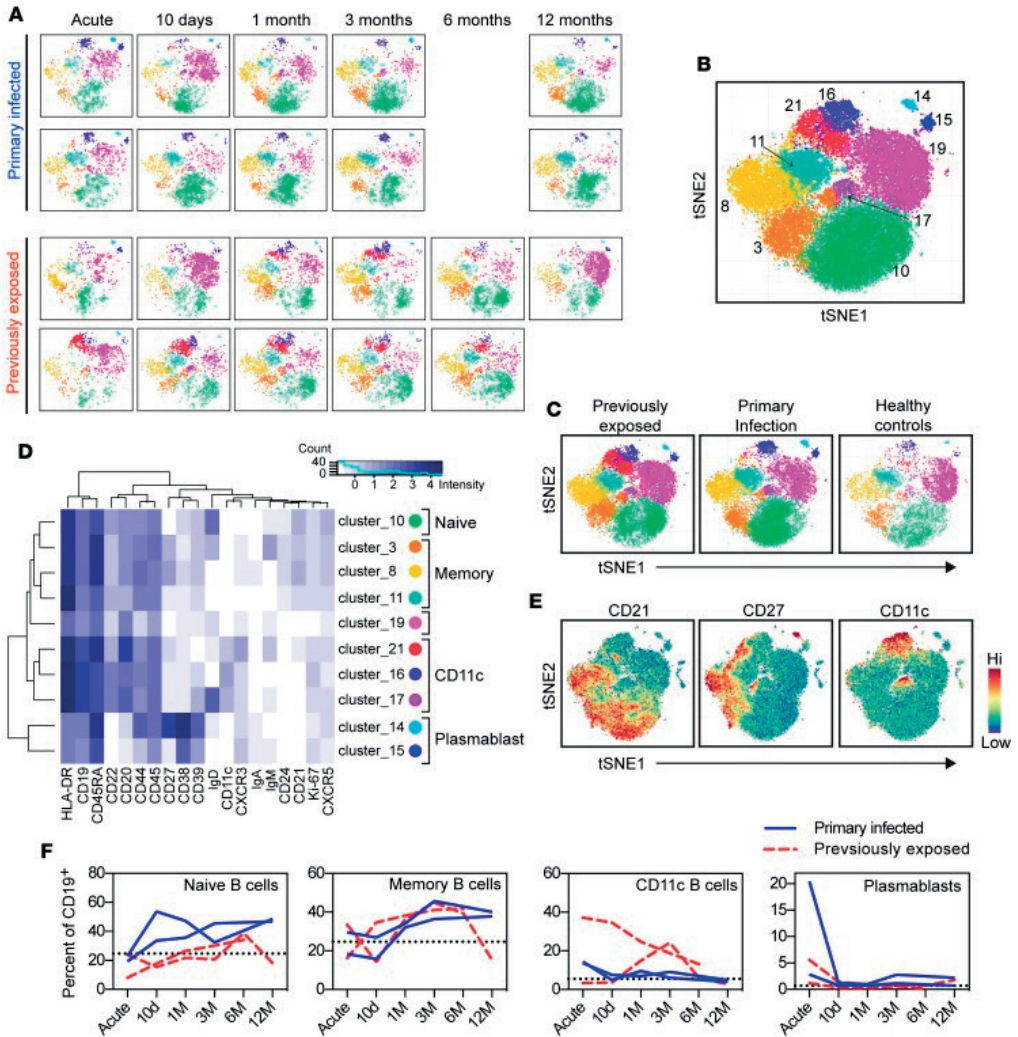 A
Acute 10 days 1 month 3 months 6 months 12 months
Primary infected
Previously exposed
B
16
14
21
15
11
19
8
17
3
10
tSNE2
tSNE1
C
Previously exposed
Primary Infection
Healthy controls
tSNE2
tSNE1
D
Count
40
20
0
0 1 2 3 4 Intensity
cluster_10
Naive
cluster_3
cluster_8
Memory
cluster_11
cluster_19
cluster_21
cluster_16
CD11c
cluster_17
cluster_14
Plasmablast
cluster_15
HLA-DR
CD19
CD45RA
CD22
CD20
CD44
CD45
CD27
CD38
CD39
IgD
CD11c
CXCR3
IgA
IgM
CD24
CD21
Ki-67
CXCR5
E
CD21 CD27 CD11c
Hi
Low
tSNE2
tSNE1
F
Primary infected
Prevsiously exposed
Percent of CD19+
80
60
40
20
0
Naive B cells
Acute 10d 1M 3M 6M 12M
60
40
20
0
Memory B cells
Acute 10d 1M 3M 6M 12M
60
40
20
0
CD11c B cells
Acute 10d 1M 3M 6M 12M
25
20
15
10
5
0
Plasmablasts
Acute 10d 1M 3M 6M 12M